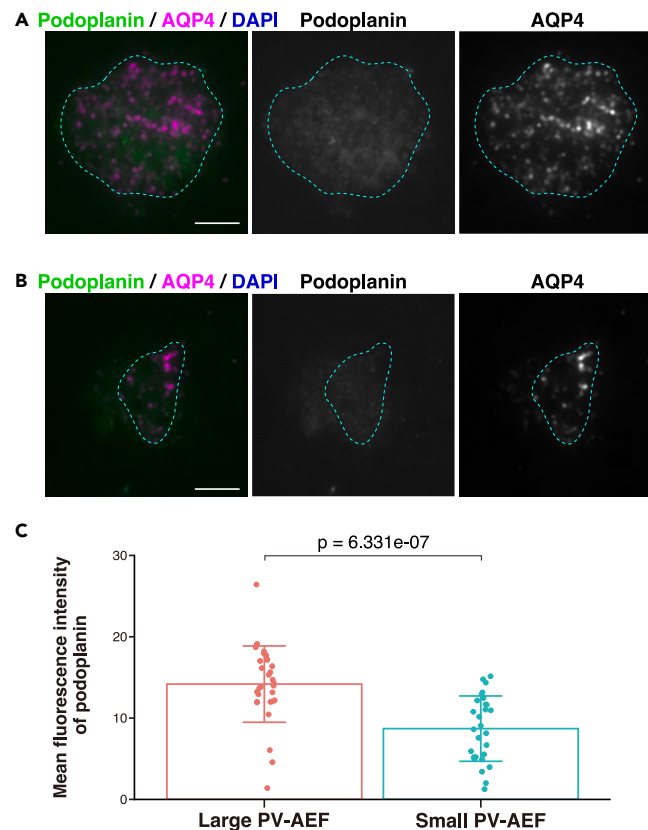 A Podoplanin / AQP4 / DAPI Podoplanin AQP4
B Podoplanin / AQP4 / DAPI Podoplanin AQP4
C
p = 6.331e-07
Mean fluorescence intensity
of podoplanin
30
20
10
0
Large PV-AEF Small PV-AEF